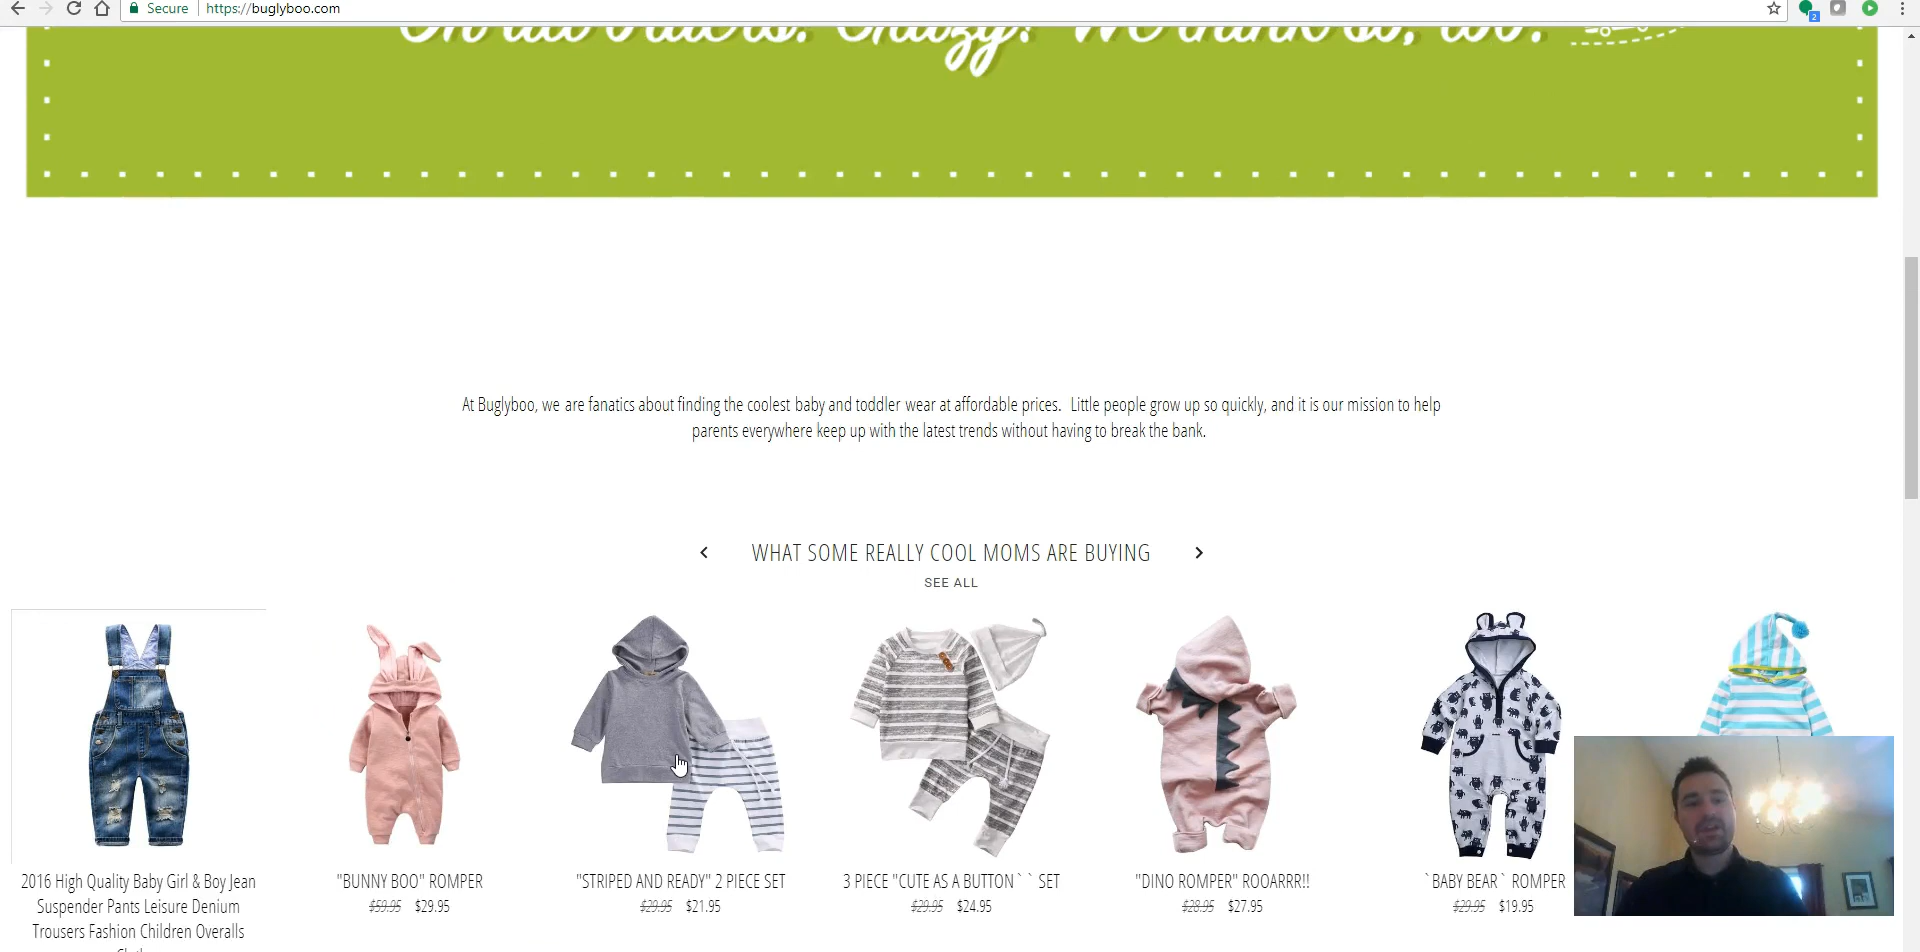 Secure https://buglyboo.com
2
At Buglyboo, we are fanatics about finding the coolest baby and toddler wear at affordable prices. Little people grow up so quickly, and it is our mission to help
parents everywhere keep up with the latest trends without having to break the bank.
WHAT SOME REALLY COOL MOMS ARE BUYING
SEE ALL
2016 High Quality Baby Girl & Boy Jean
Suspender Pants Leisure Denium
Trousers Fashion Children Overalls
"BUNNY BOO" ROMPER
$59.95 $29.95
"STRIPED AND READY" 2 PIECE SET
$29.95 $21.95
3 PIECE "CUTE AS A BUTTON`` SET
$29.95 $24.95
"DINO ROMPER" ROOARRR!!
$28.95 $27.95
`BABY BEAR` ROMPER
$29.95 $19.95